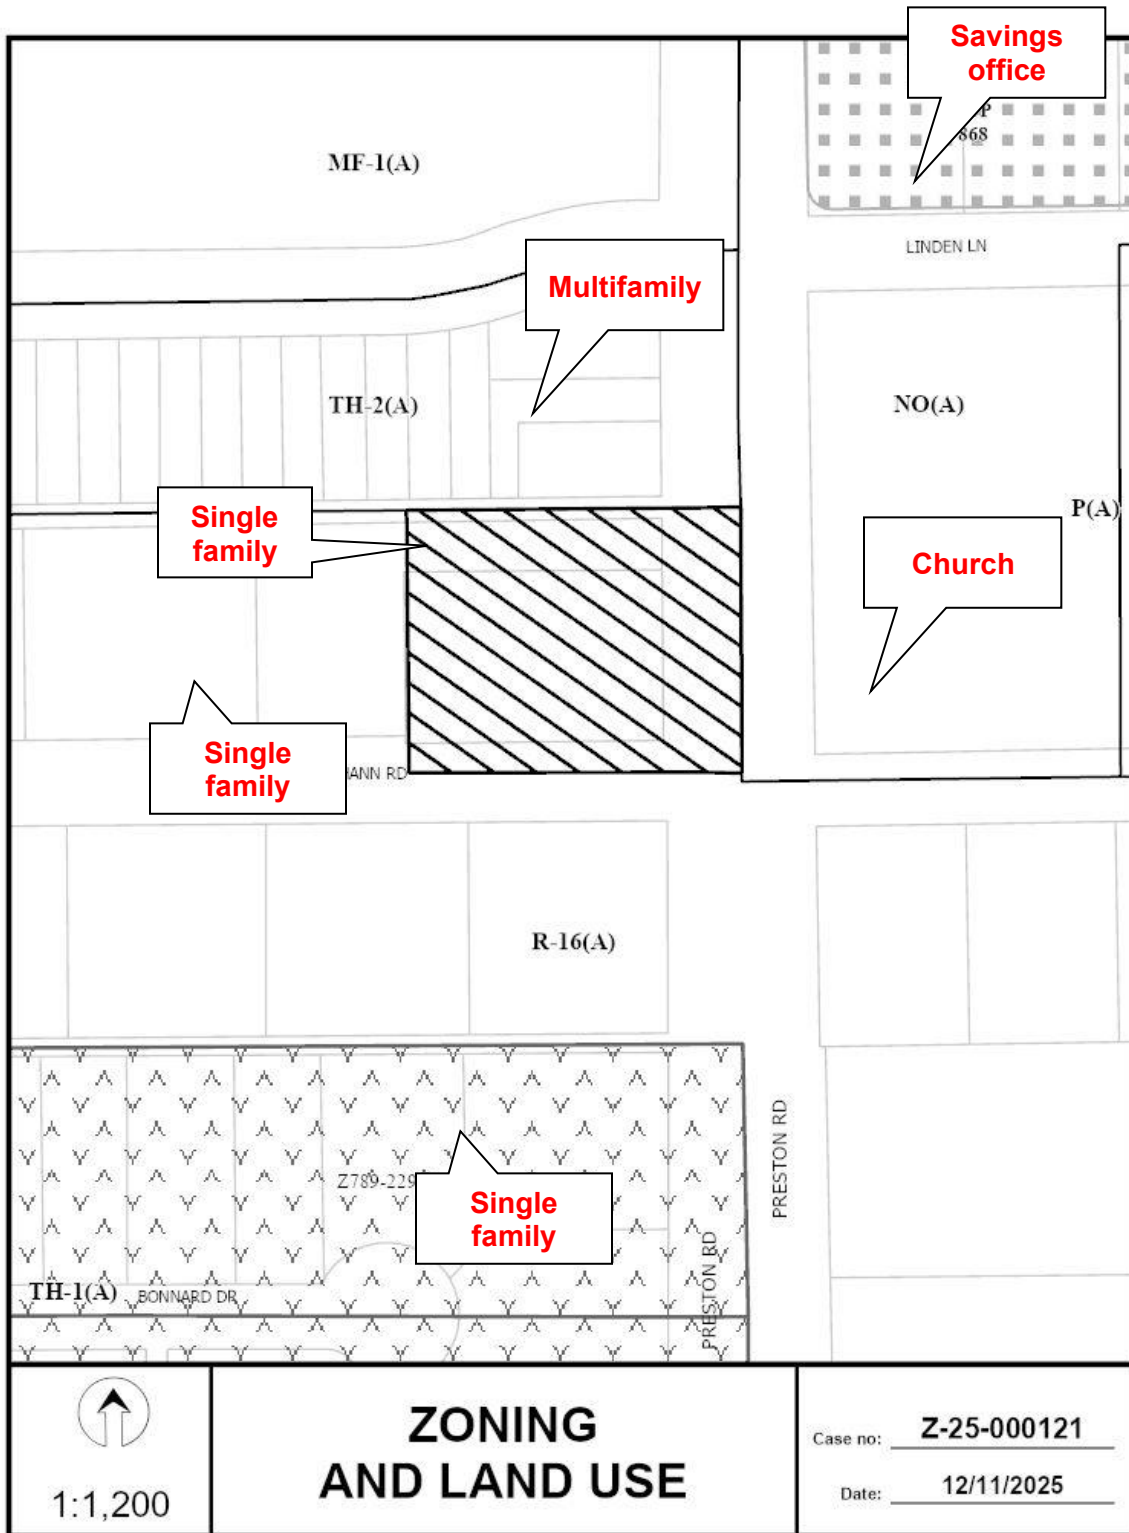 Savings
office
P
868
MF-1(A)
LINDEN LN
Multifamily
TH-2(A)
NO(A)
P(A)
Single
family
Church
Single
family
HANN RD
R-16(A)
PRESTON RD
Z789-229
Single
family
PRESTON RD
TH-1(A)
BONNARD DR
1:1,200
ZONING
AND LAND USE
Case no: Z-25-000121
Date: 12/11/2025